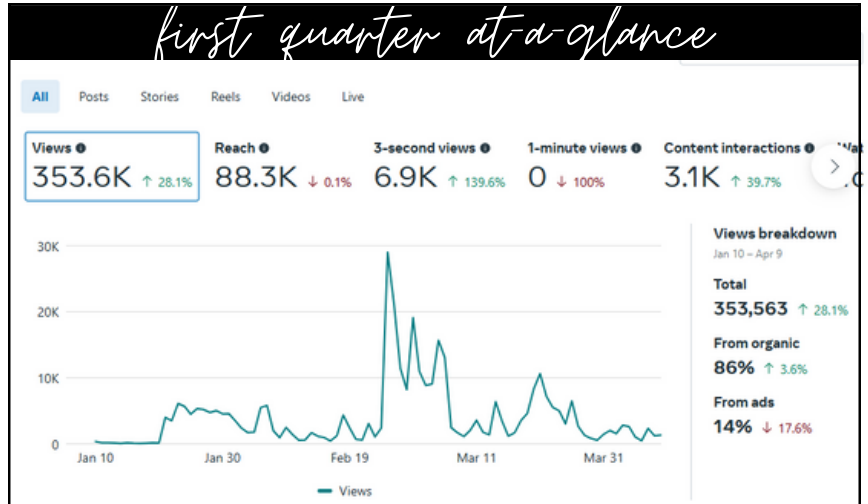 first quarter at-a-glance
All Posts Stories Reels Videos Live
Views Reach 3-second views 1-minute views Content interactions
353.6K ↑ 28.1% 88.3K ↓ 0.1% 6.9K ↑ 139.6% 0 ↓ 100% 3.1K ↑ 39.7%
Views breakdown
Jan 10 – Apr 9
Total
353,563 ↑ 28.1%
From organic
86% ↑ 3.6%
From ads
14% ↓ 17.6%
30K
20K
10K
0
Jan 10 Jan 30 Feb 19 Mar 11 Mar 31
Views